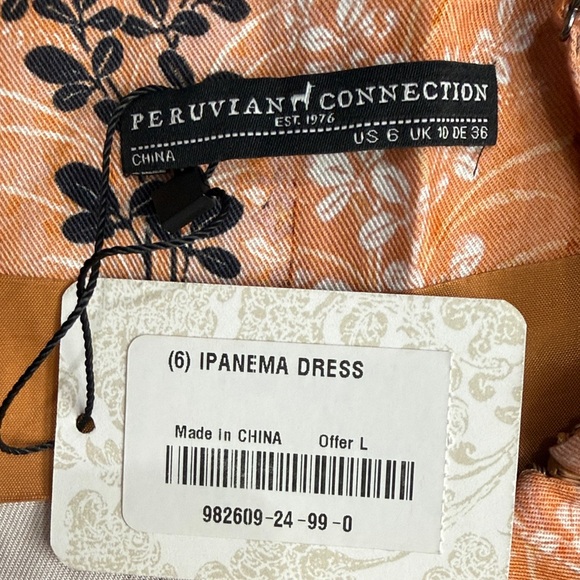 PERUVIAN CONNECTION
EST. 1976
CHINA US 6 UK 10 DE 36
(6) IPANEMA DRESS
Made in CHINA Offer L
982609-24-99-0